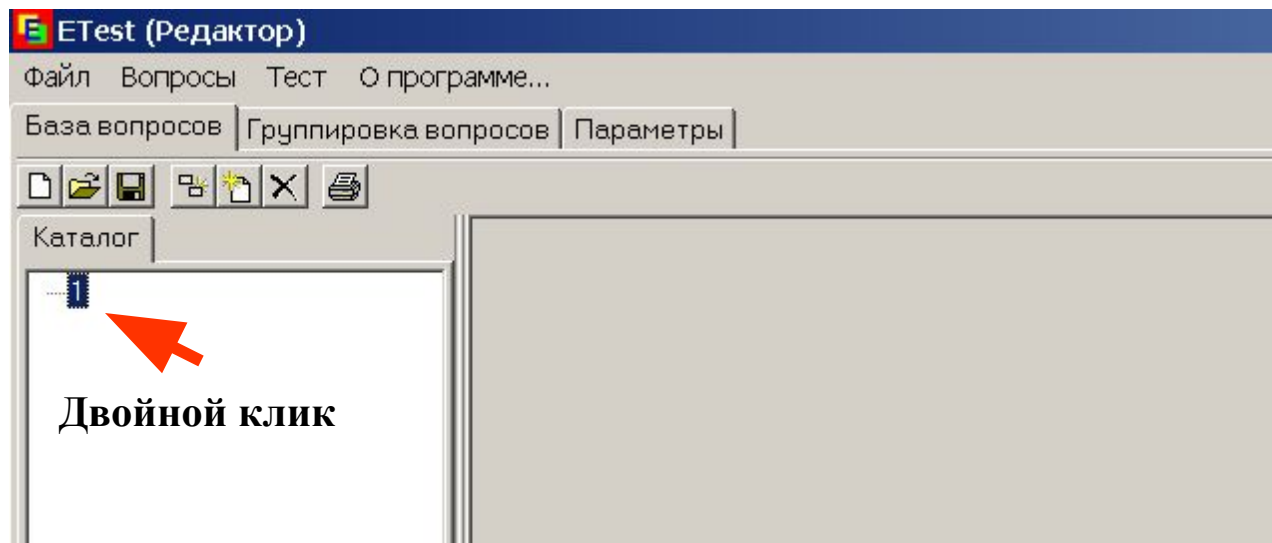 ETest (Редактор)
Файл Вопросы Тест О программе...
База вопросов Группировка вопросов Параметры
Каталог
1
Двойной клик